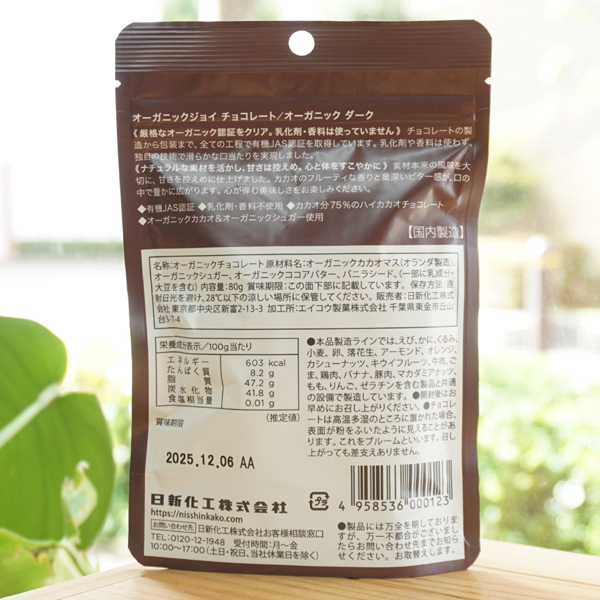 オーガニックジョイ チョコレート/オーガニック ダーク
《厳格なオーガニック認証をクリア。乳化剤・香料は使っていません》 チョコレートの製
造から包装まで、全ての工程で有機JAS認証を取得しています。乳化剤や香料は使わず、
独自の技術で滑らかな口当たりを実現しました。
《ナチュラルな素材を活かし、甘さは控えめ。心と体をすこやかに》 素材本来の風味を大
切に、甘さを控えめに仕上げました。カカオのフルーティな香りと奥深いビター感が、口の
中で豊かに広がります。心が弾む美味しさをお楽しみください。
◆有機JAS認証 ◆乳化剤・香料不使用 ◆カカオ分75%のハイカカオチョコレート
◆オーガニックカカオ&オーガニックシュガー使用
【国内製造】
名称:オーガニックチョコレート 原材料名:オーガニックカカオマス(オランダ製造)、
オーガニックシュガー、オーガニックココアバター、バニラシード、(一部に乳成分・
大豆を含む) 内容量:80g 賞味期限:この面下部に記載しています。 保存方法:直
射日光を避け、28℃以下の涼しい場所に保管してください。 販売者:日新化工株式会
社 東京都中央区新富2-13-3 加工所:エイコウ製菓株式会社 千葉県東金市丘山
台3-1-4
栄養成分表示/100g当たり
エネルギー 603 kcal
たんぱく質 8.2 g
脂質 47.2 g
炭水化物 41.8 g
食塩相当量 0.01 g
(推定値)
賞味期限
2025.12.06 AA
●本品製造ラインでは、えび、かに、くるみ、
小麦、卵、落花生、アーモンド、オレンジ、
カシューナッツ、キウイフルーツ、牛肉、ご
ま、鶏肉、バナナ、豚肉、マカダミアナッツ、
もも、りんご、ゼラチンを含む製品と共通
の設備で製造しています。 ●開封後はお
早めにお召し上がりください。 ●チョコレ
ートは高温多湿のところに置かれた場合、
表面が粉をふいたように見えることがあ
ります。これをブルームといいます。召し
上がっても差支えありません。
日新化工株式会社
https://nisshinkako.com
お問い合わせ先 日新化工株式会社お客様相談窓口
TEL:0120-12-1948 受付時間:月～金
10:00～17:00(土・日・祝日、当社休業日を除く)
プラ
4 958536 000123
●製品には万全を期しておりま
すが、万一不都合がございまし
たらお問い合わせ先までお知ら
せください。お取替えします。